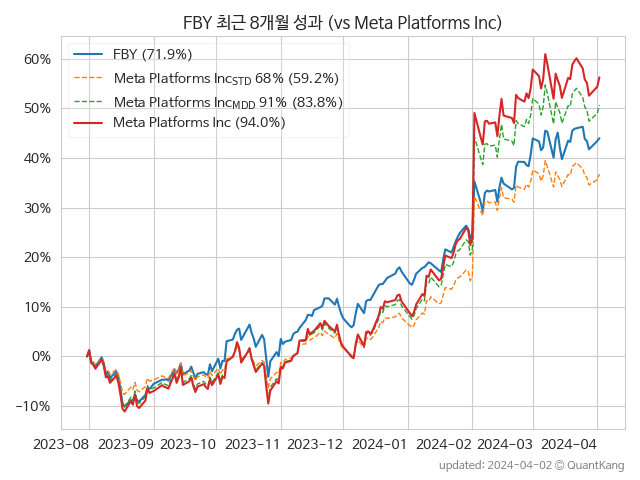 FBY 최근 8개월 성과 (vs Meta Platforms Inc)
FBY (71.9%)
Meta Platforms IncSTD 68% (59.2%)
Meta Platforms IncMDD 91% (83.8%)
Meta Platforms Inc (94.0%)
60%
50%
40%
30%
20%
10%
0%
−10%
2023-08 2023-09 2023-10 2023-11 2023-12 2024-01 2024-02 2024-03 2024-04
updated: 2024-04-02 © QuantKang